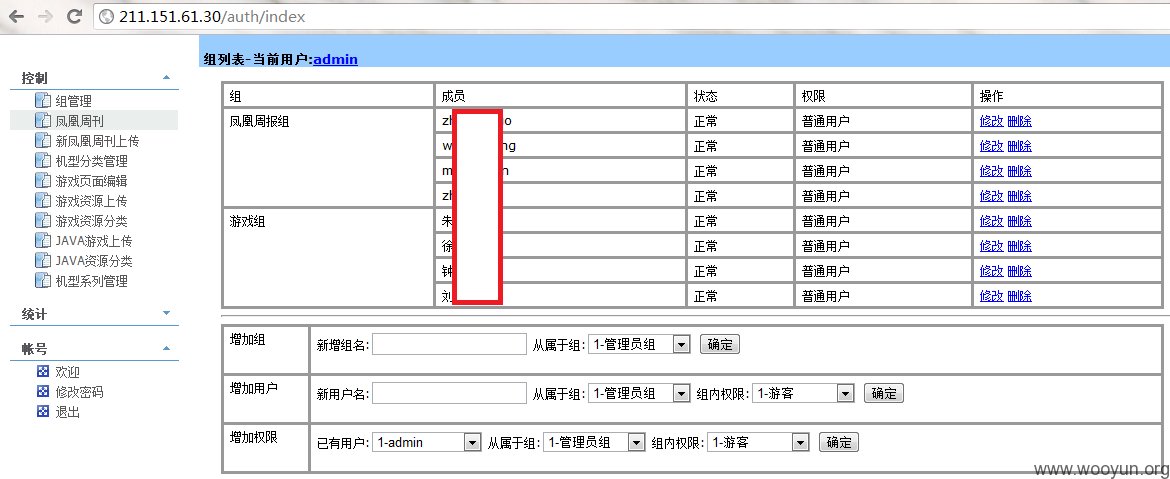 211.151.61.30/auth/index
组列表-当前用户:admin
控制
组管理
凤凰周刊
新凤凰周刊上传
机型分类管理
游戏页面编辑
游戏资源上传
游戏资源分类
JAVA游戏上传
JAVA资源分类
机型系列管理
统计
帐号
欢迎
修改密码
退出
组 成员 状态 权限 操作
凤凰周报组 正常 普通用户 修改 删除
正常 普通用户 修改 删除
正常 普通用户 修改 删除
正常 普通用户 修改 删除
游戏组 朱 正常 普通用户 修改 删除
徐 正常 普通用户 修改 删除
钟 正常 普通用户 修改 删除
刘 正常 普通用户 修改 删除
增加组 新增组名: 从属于组: 1-管理员组 确定
增加用户 新用户名: 从属于组: 1-管理员组 组内权限: 1-游客 确定
增加权限 已有用户: 1-admin 从属于组: 1-管理员组 组内权限: 1-游客 确定
www.wooyun.org